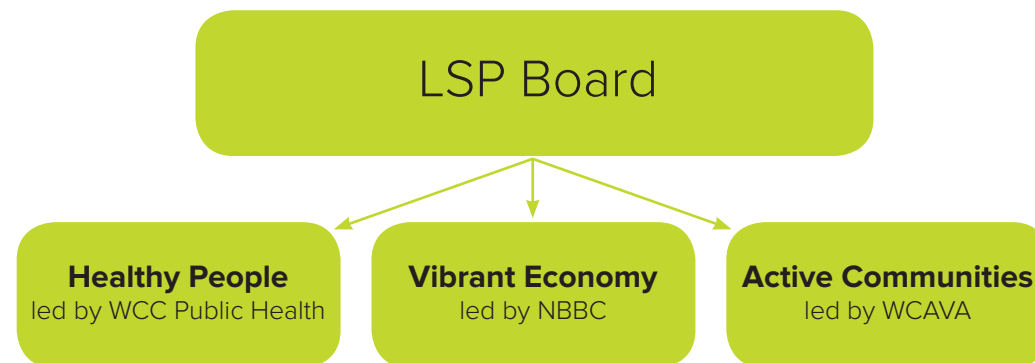 LSP Board
Healthy People
led by WCC Public Health
Vibrant Economy
led by NBBC
Active Communities
led by WCAVA